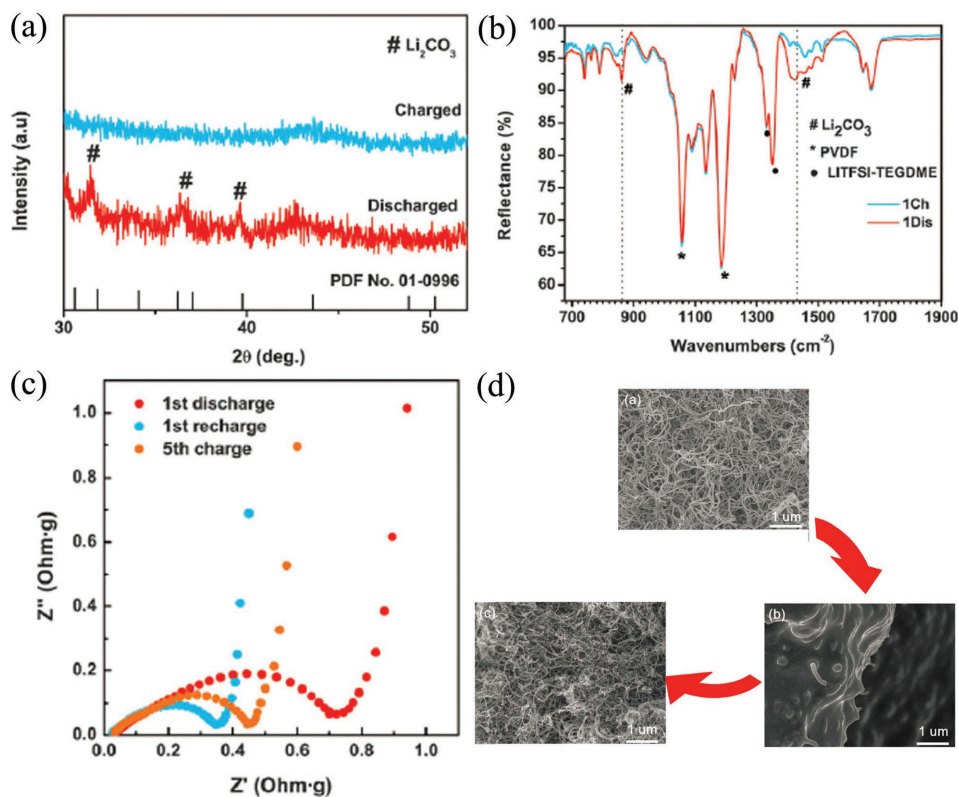 (a)
# Li₂CO₃
Charged
# # #
Discharged
PDF No. 01-0996
Intensity (a.u)
30 40 50
2θ (deg.)
(b)
100
95
90
85
80
75
70
65
60
Reflectance (%)
# #
# Li₂CO₃
* PVDF
● LITFSI-TEGDME
1Ch
1Dis
* *
700 900 1100 1300 1500 1700 1900
Wavenumbers (cm⁻²)
(c)
1st discharge
1st recharge
5th charge
1.0
0.8
0.6
0.4
0.2
0.0
Z'' (Ohm·g)
0.0 0.2 0.4 0.6 0.8 1.0
Z' (Ohm·g)
(d)
(a)
1 um
(b)
1 um
(c)
1 um